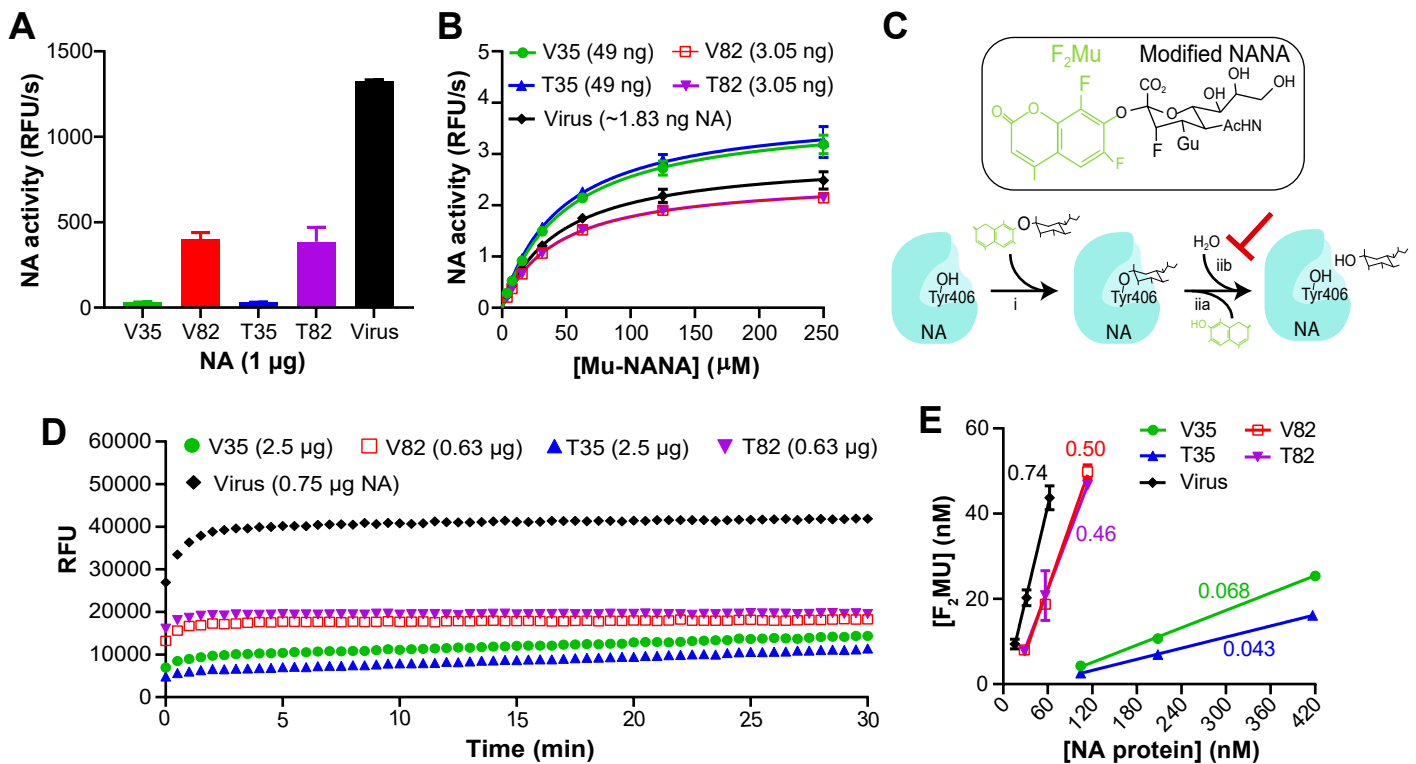 A
1500
1000
500
0
NA activity (RFU/s)
V35
V82
T35
T82
Virus
NA (1 µg)
B
V35 (49 ng)
V82 (3.05 ng)
T35 (49 ng)
T82 (3.05 ng)
Virus (~1.83 ng NA)
5
4
3
2
1
0
NA activity (RFU/s)
0
50
100
150
200
250
[Mu-NANA] (µM)
C
F2Mu
Modified NANA
F
CO2
OH
OH
OH
O
O
O
O
AcHN
F
F
Gu
O
OH
Tyr406
NA
i
O
O
Tyr406
NA
H2O
iib
iia
HO
HO
OH
Tyr406
NA
D
V35 (2.5 µg)
V82 (0.63 µg)
T35 (2.5 µg)
T82 (0.63 µg)
Virus (0.75 µg NA)
60000
50000
40000
30000
20000
10000
0
RFU
0
5
10
15
20
25
30
Time (min)
E
V35
V82
T35
T82
Virus
60
40
20
0
[F2MU] (nM)
0.74
0.50
0.46
0.068
0.043
0
60
120
180
240
300
360
420
[NA protein] (nM)